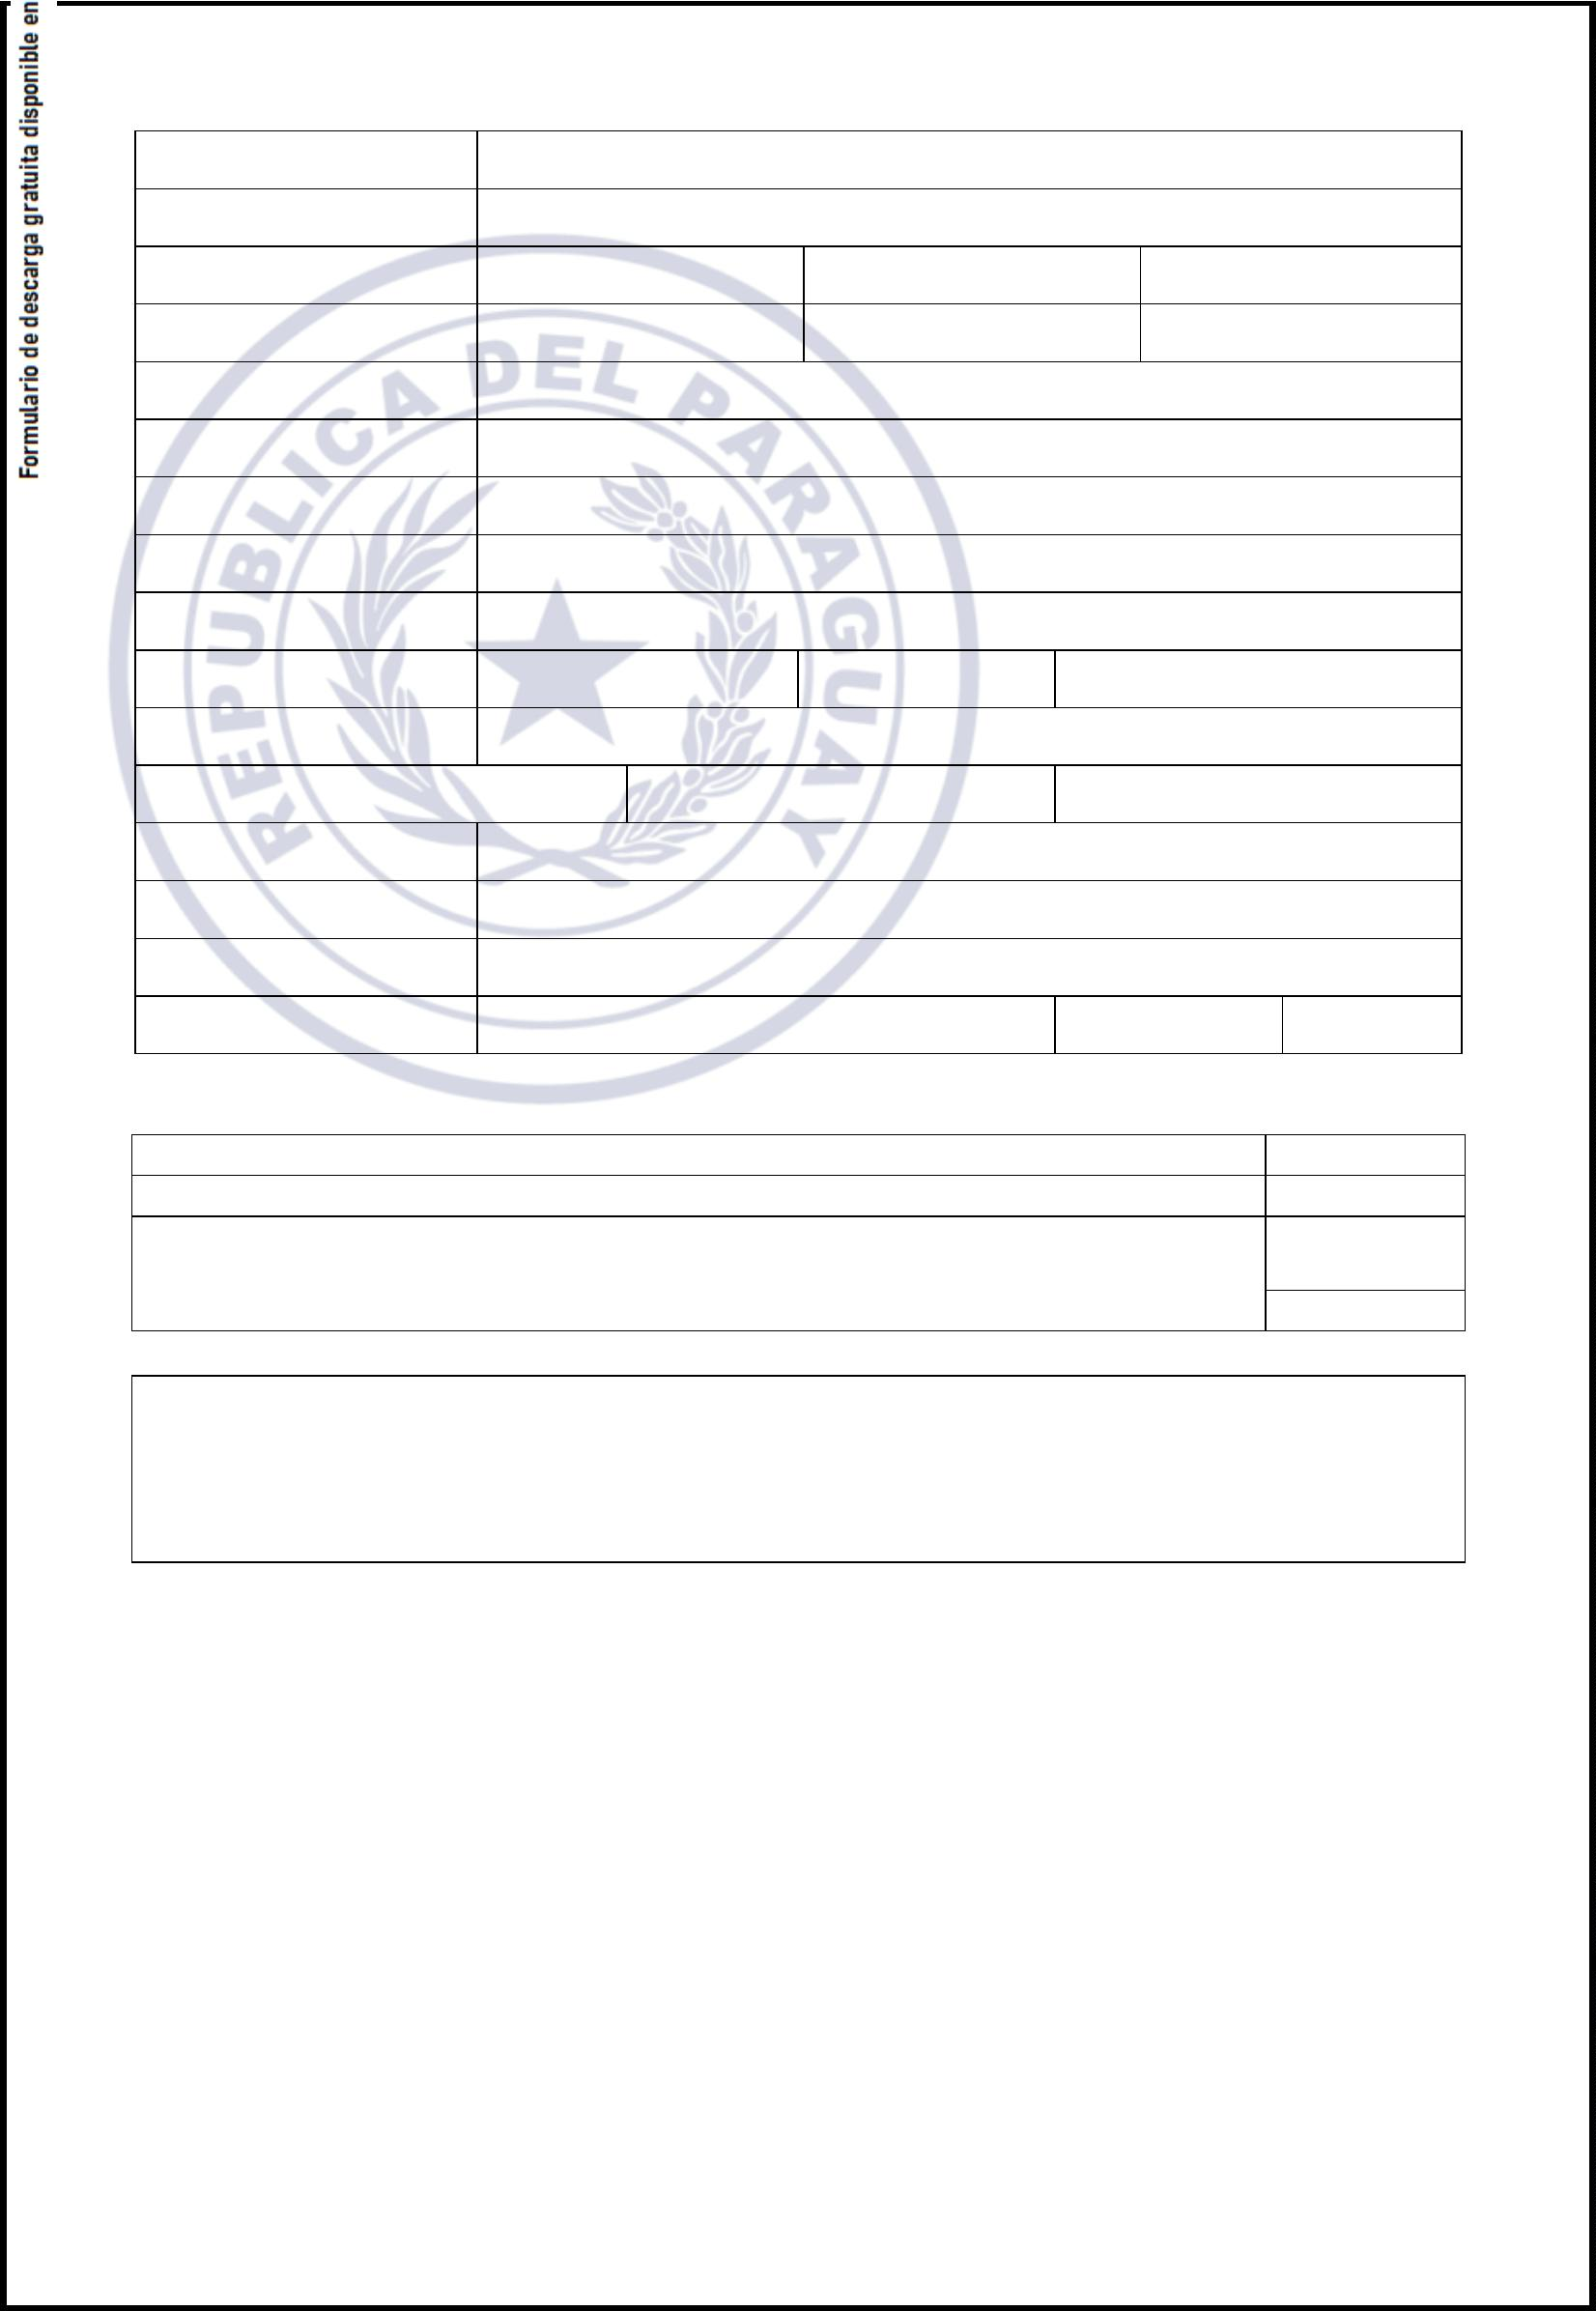 Formulario de descarga gratuita disponible en
REPUBLICA DEL PARAGUAY